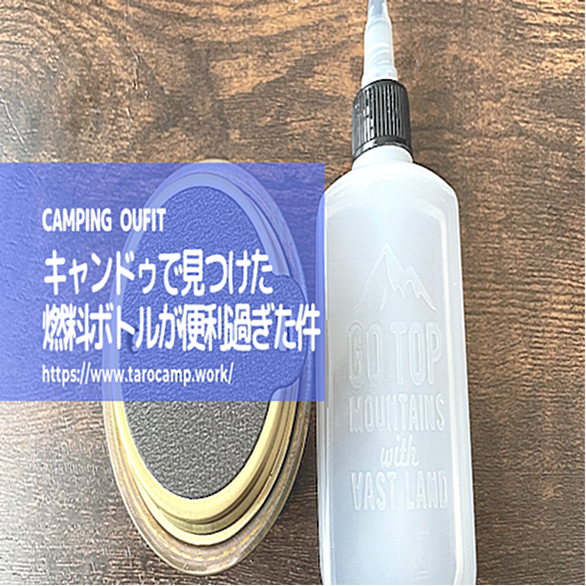 CAMPING OUFIT
キャンドゥで見つけた
燃料ボトルが便利過ぎた件
https://www.tarocamp.work/
GO TOP
MOUNTAINS
with
VAST LAND